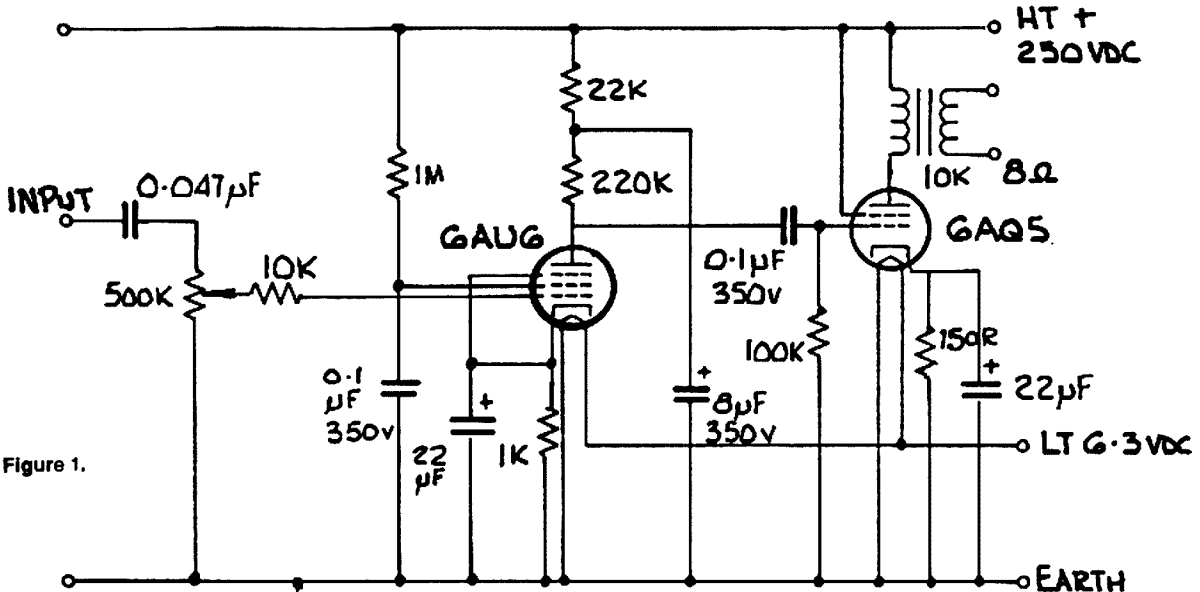 HT +
250VDC
22K
0.047µF
1M
220K
10K
8Ω
INPUT
6AU6
6AQ5
10K
500K
0.1µF
350v
100K
150R
0.1
µF
350v
8µF
350v
22µF
22
µF
1K
LT 6.3VDC
Figure 1.
EARTH